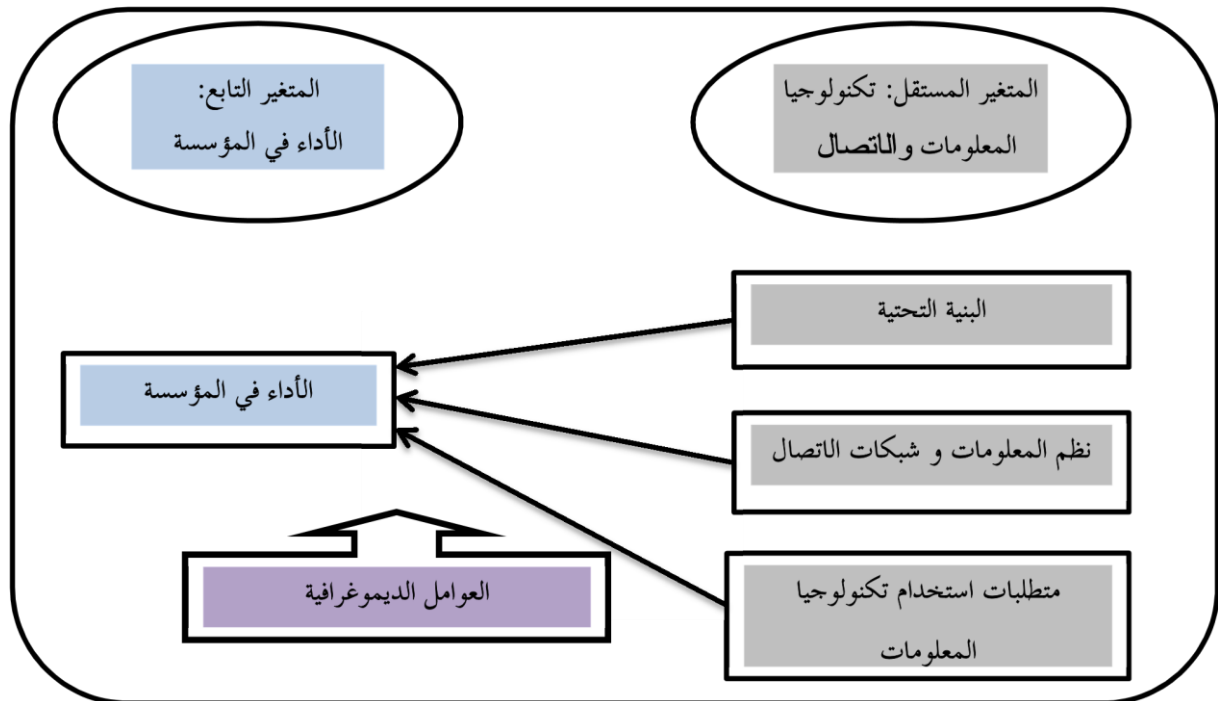 المتغير المستقل: تكنولوجيا
المعلومات و الاتصال
المتغير التابع:
الأداء في المؤسسة
البنية التحتية
الأداء في المؤسسة
نظم المعلومات و شبكات الاتصال
العوامل الديموغرافية
متطلبات استخدام تكنولوجيا
المعلومات